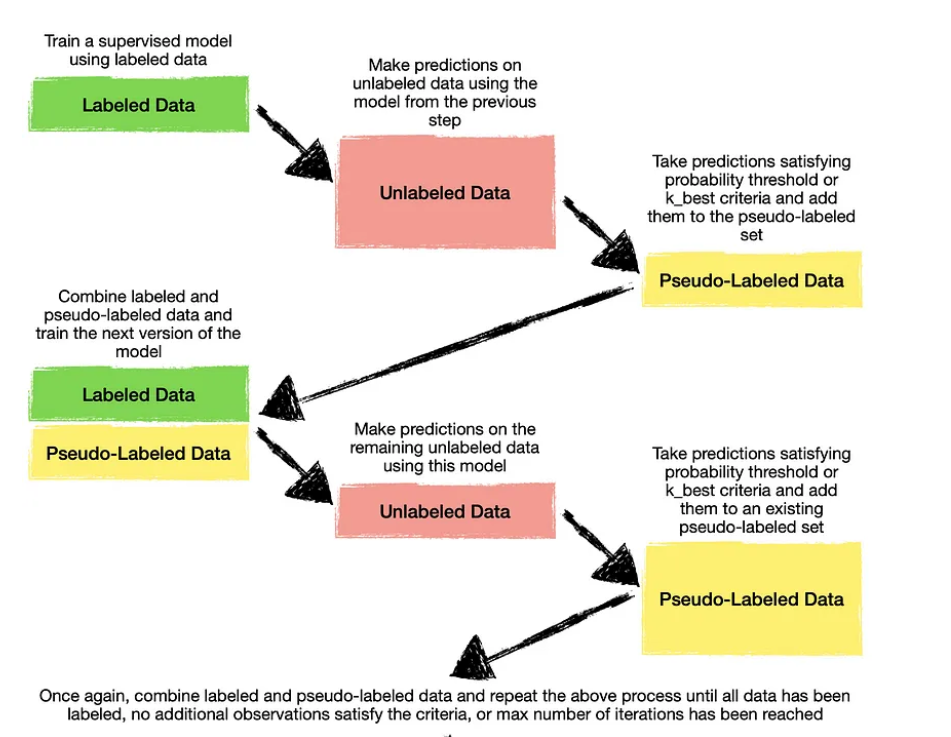 Train a supervised model
using labeled data
Labeled Data
Make predictions on
unlabeled data using the
model from the previous
step
Unlabeled Data
Take predictions satisfying
probability threshold or
k_best criteria and add
them to the pseudo-labeled
set
Pseudo-Labeled Data
Combine labeled and
pseudo-labeled data and
train the next version of the
model
Labeled Data
Pseudo-Labeled Data
Make predictions on the
remaining unlabeled data
using this model
Unlabeled Data
Take predictions satisfying
probability threshold or
k_best criteria and add
them to an existing
pseudo-labeled set
Pseudo-Labeled Data
Once again, combine labeled and pseudo-labeled data and repeat the above process until all data has been
labeled, no additional observations satisfy the criteria, or max number of iterations has been reached